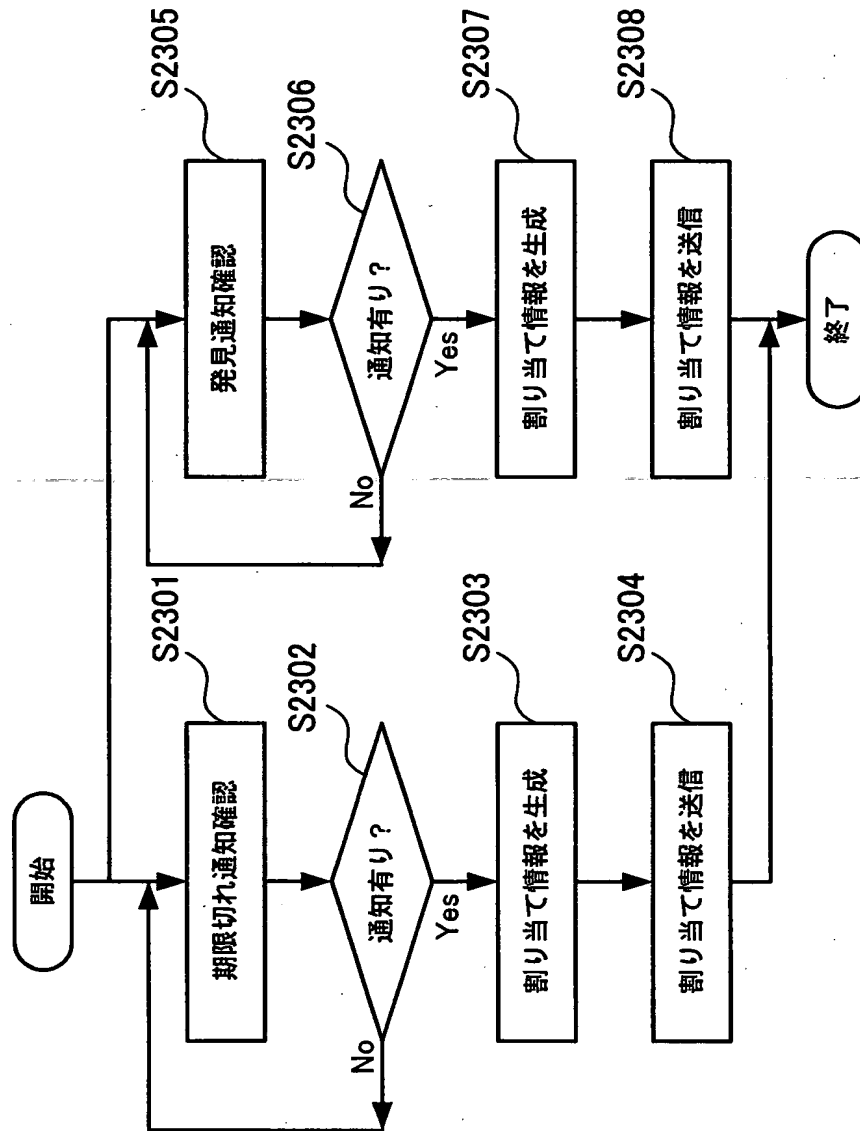 開始
期限切れ通知確認
S2301
通知有り？
S2302
No
Yes
割り当て情報を生成
S2303
割り当て情報を送信
S2304
発見通知確認
S2305
通知有り？
S2306
No
Yes
割り当て情報を生成
S2307
割り当て情報を送信
S2308
終了